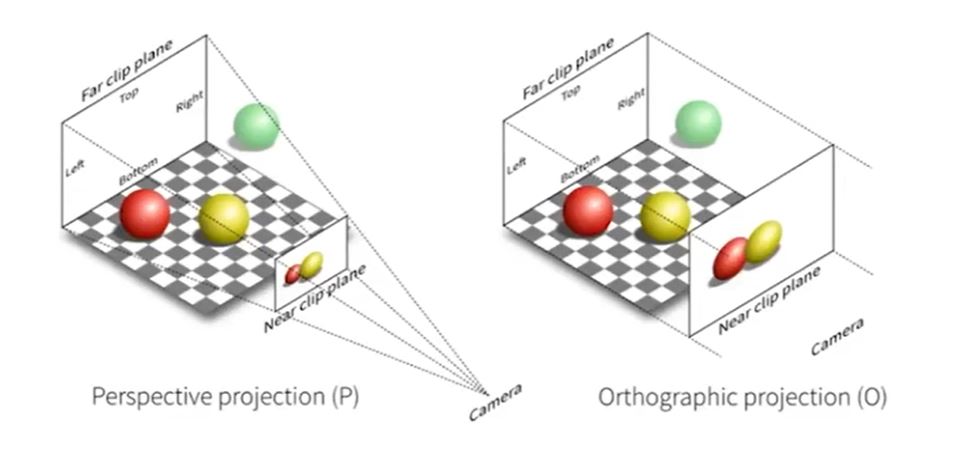 Far clip plane
Top
Right
Left
Bottom
Near clip plane
Camera
Perspective projection (P)
Far clip plane
Top
Right
Left
Bottom
Near clip plane
Camera
Orthographic projection (O)